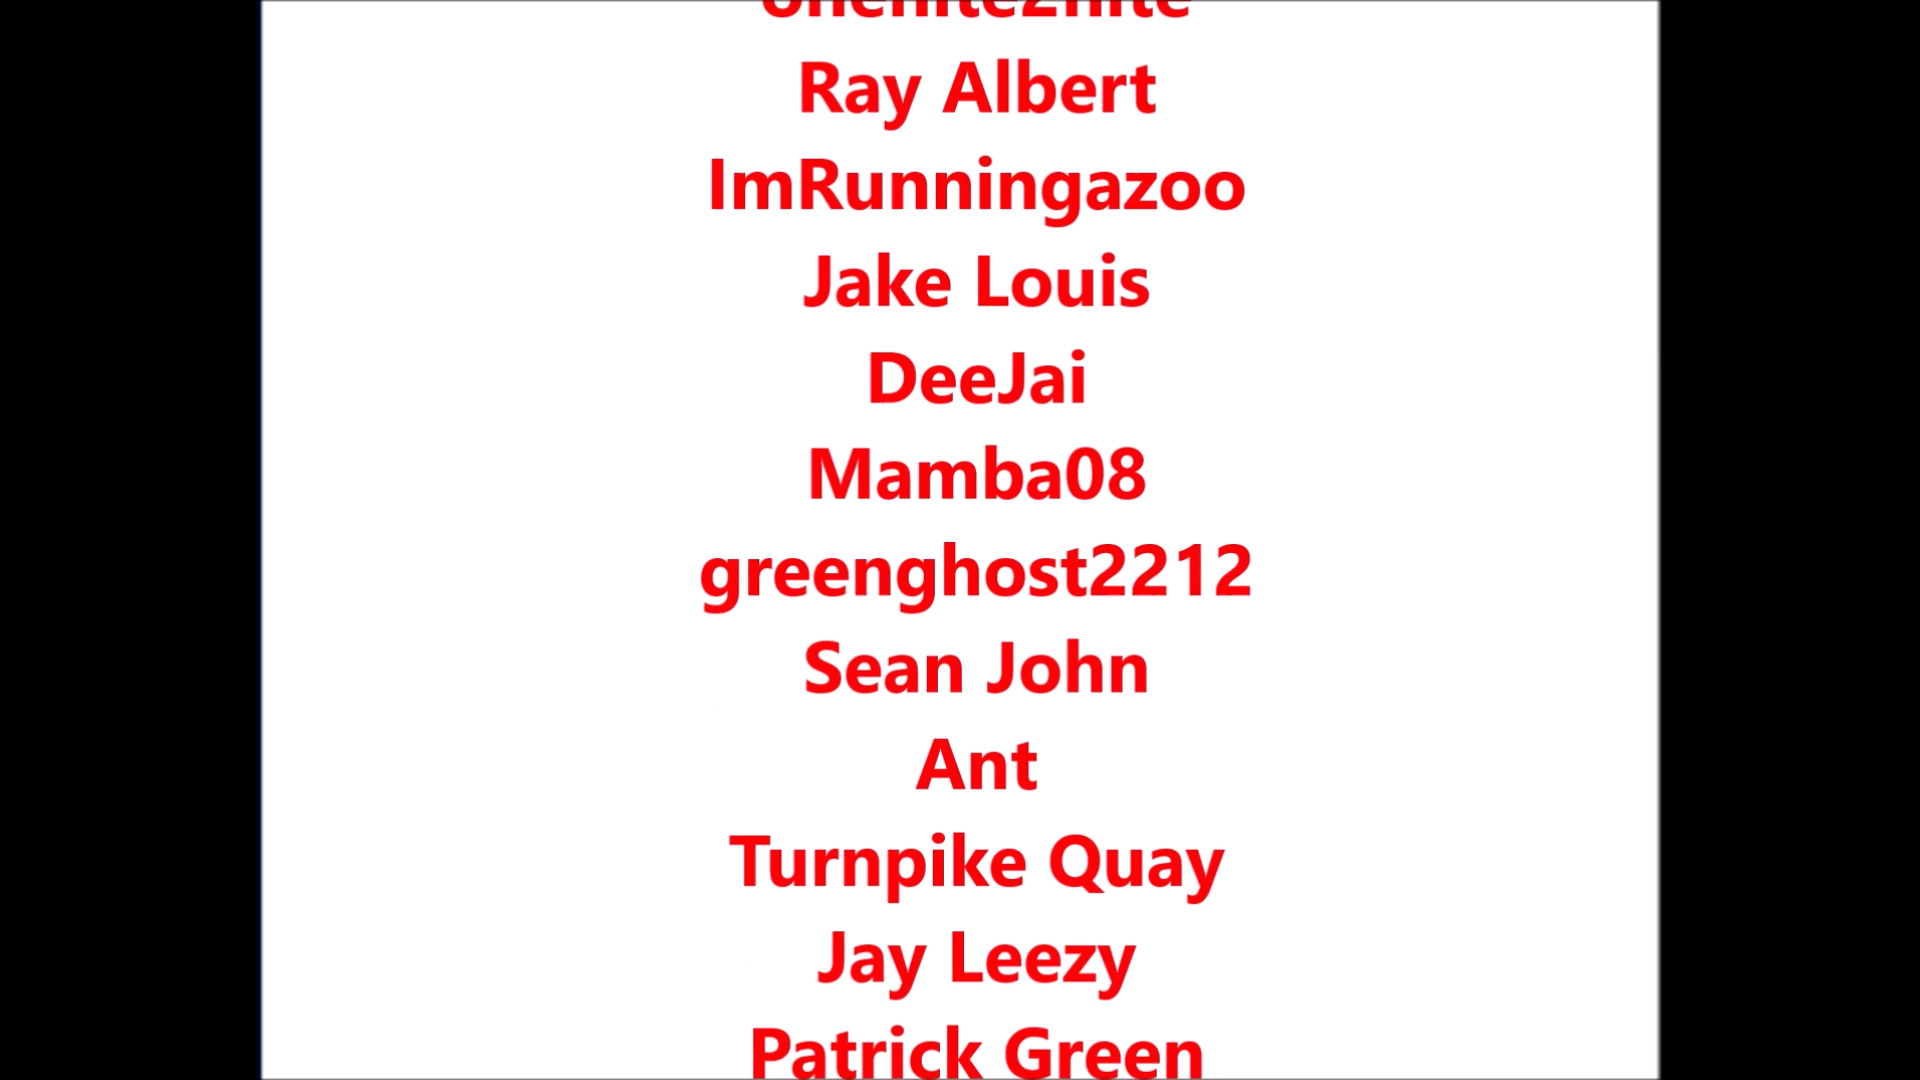 Ray Albert
ImRunningazoo
Jake Louis
DeeJai
Mamba08
greenghost2212
Sean John
Ant
Turnpike Quay
Jay Leezy
Patrick Green